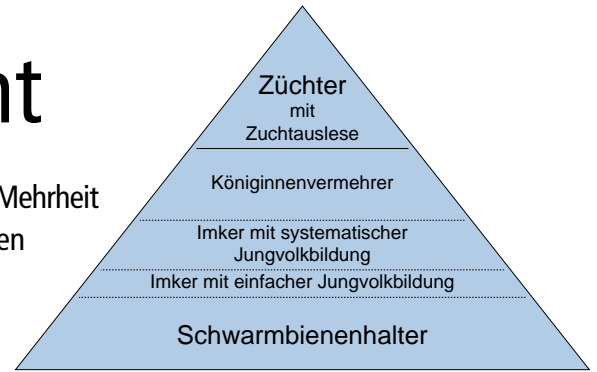 nt
Mehrheit
en
Züchter
mit
Zuchtauslese
Königinnenvermehrer
Imker mit systematischer
Jungvolkbildung
Imker mit einfacher Jungvolkbildung
Schwarmbienenhalter